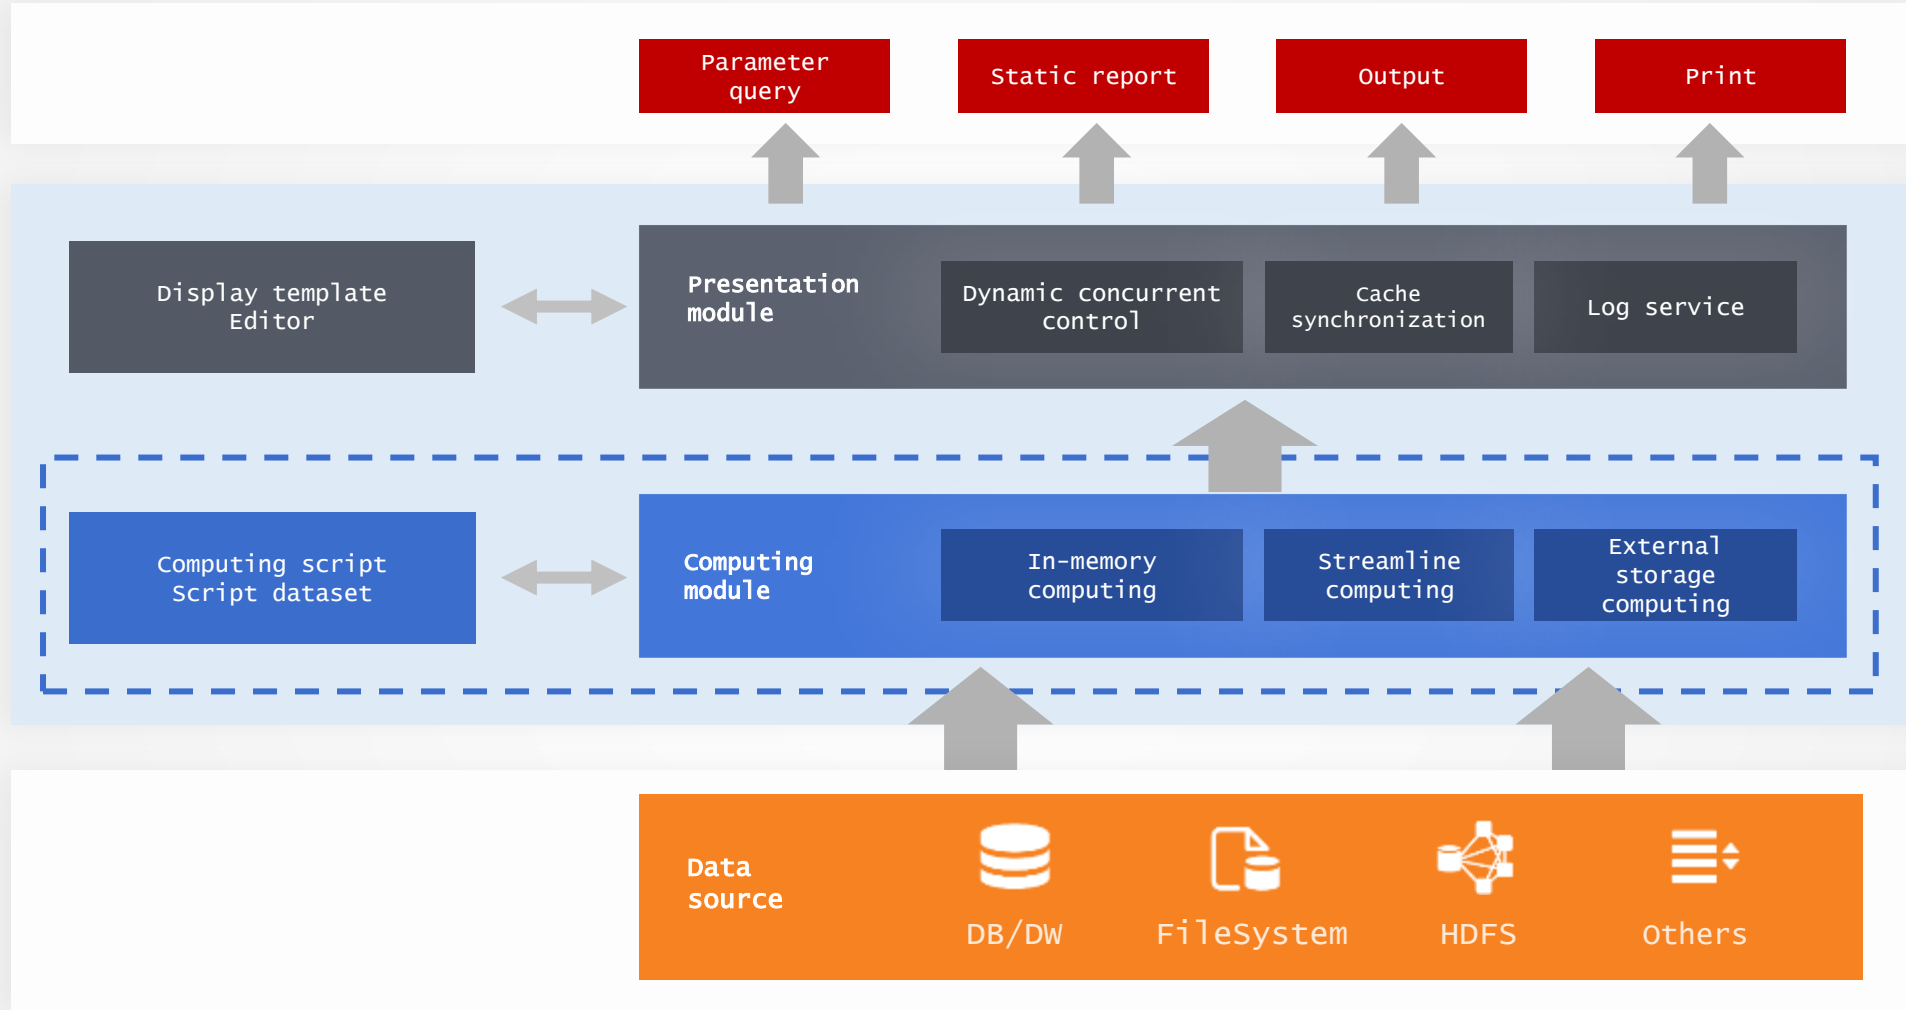 Parameter
query
Static report
Output
Print
Display template
Editor
Presentation
module
Dynamic concurrent
control
Cache
synchronization
Log service
Computing script
Script dataset
Computing
module
In-memory
computing
Streamline
computing
External
storage
computing
Data
source
DB/DW
FileSystem
HDFS
Others